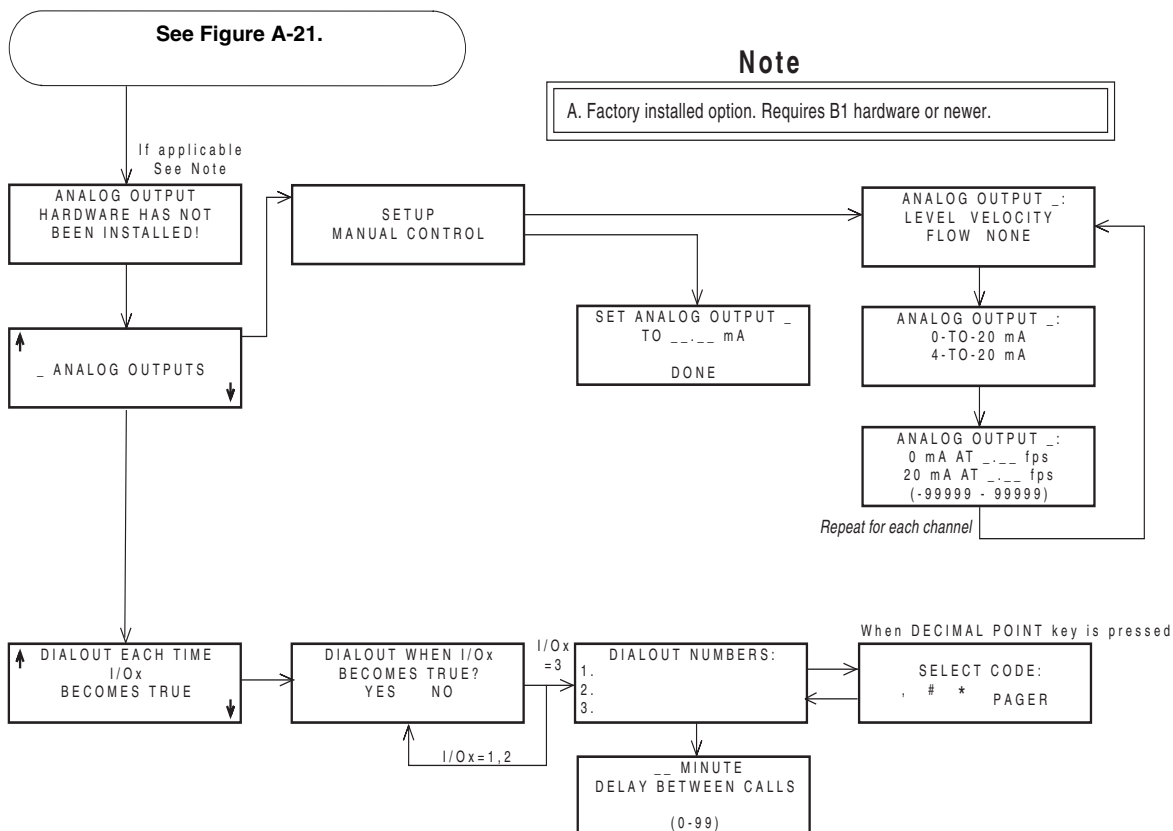 See Figure A-21.
Note
A. Factory installed option. Requires B1 hardware or newer.
If applicable
See Note
ANALOG OUTPUT
HARDWARE HAS NOT
BEEN INSTALLED!
SETUP
MANUAL CONTROL
ANALOG OUTPUT _:
LEVEL VELOCITY
FLOW NONE
_ ANALOG OUTPUTS
SET ANALOG OUTPUT _
TO __.__ mA
DONE
ANALOG OUTPUT _:
0-TO-20 mA
4-TO-20 mA
ANALOG OUTPUT _:
0 mA AT _.__ fps
20 mA AT _.__ fps
(-99999 - 99999)
Repeat for each channel
DIALOUT EACH TIME
I/Ox
BECOMES TRUE
DIALOUT WHEN I/Ox
BECOMES TRUE?
YES NO
I/Ox
=3
I/Ox=1,2
DIALOUT NUMBERS:
1.
2.
3.
When DECIMAL POINT key is pressed
SELECT CODE:
, # * PAGER
__ MINUTE
DELAY BETWEEN CALLS
(0-99)